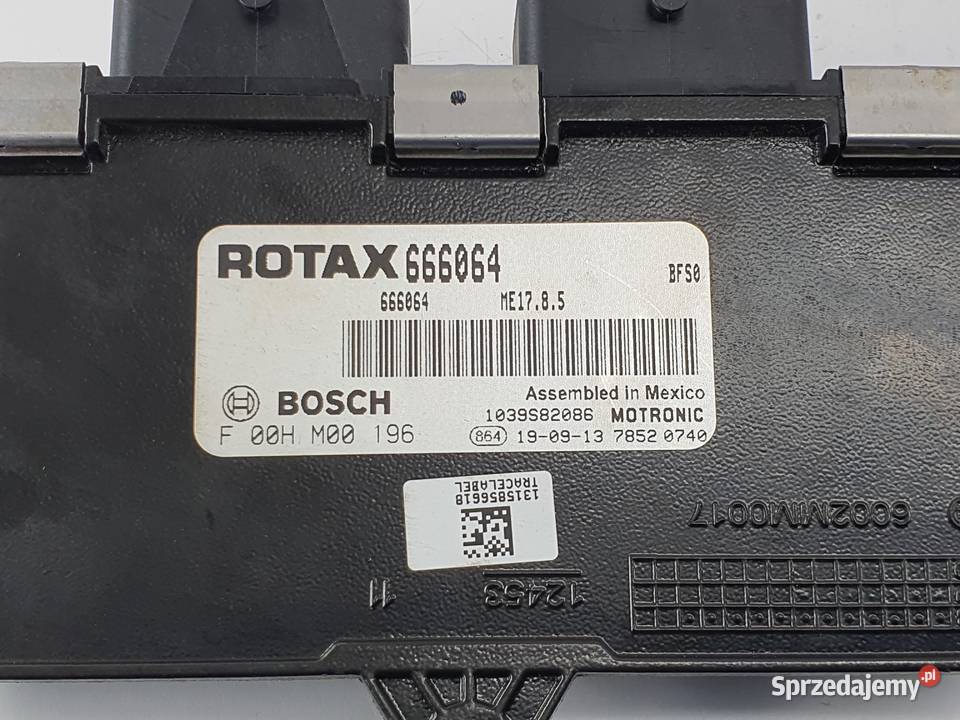 ROTAX 666064 BFS0
666064 ME17.8.5
Assembled in Mexico
BOSCH 1039S82086 MOTRONIC
F 00H M00 196 864 19-09-13 7852 0740
1315856618
TRACELABEL
6082MM0017
12453
11
Sprzedajemy.pl